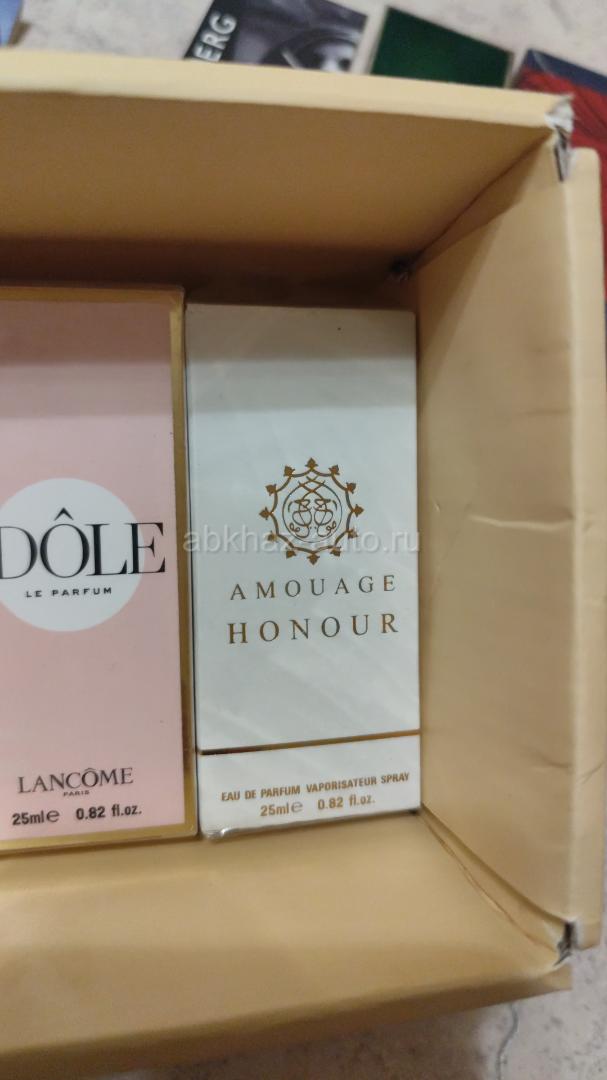 ERG
DÔLE
LE PARFUM
LANCÔME
PARIS
25ml e 0.82 fl.oz.
AMOUAGE
HONOUR
EAU DE PARFUM VAPORISATEUR SPRAY
25ml e 0.82 fl.oz.
abkhaz-auto.ru